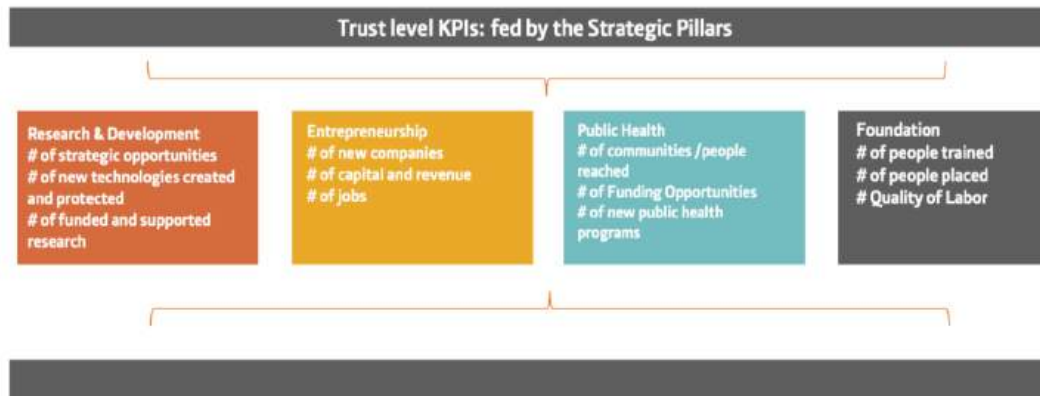 Trust level KPIs: fed by the Strategic Pillars
Research & Development
# of strategic opportunities
# of new technologies created
and protected
# of funded and supported
research
Entrepreneurship
# of new companies
# of capital and revenue
# of jobs
Public Health
# of communities /people
reached
# of Funding Opportunities
# of new public health
programs
Foundation
# of people trained
# of people placed
# Quality of Labor